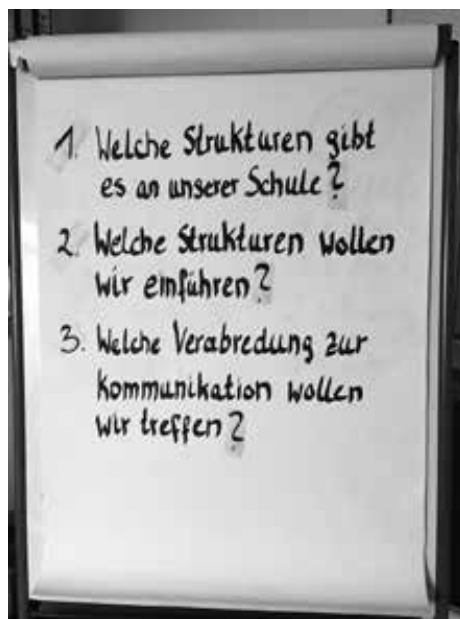 1. Welche Strukturen gibt
es an unserer Schule?
2. Welche Strukturen wollen
wir einführen?
3. Welche Verabredung zur
Kommunikation wollen
wir treffen?